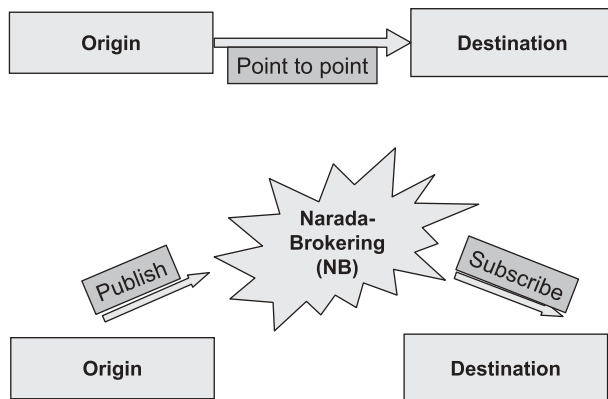 Origin
Destination
Point to point
Narada-
Brokering
(NB)
Publish
Subscribe
Origin
Destination